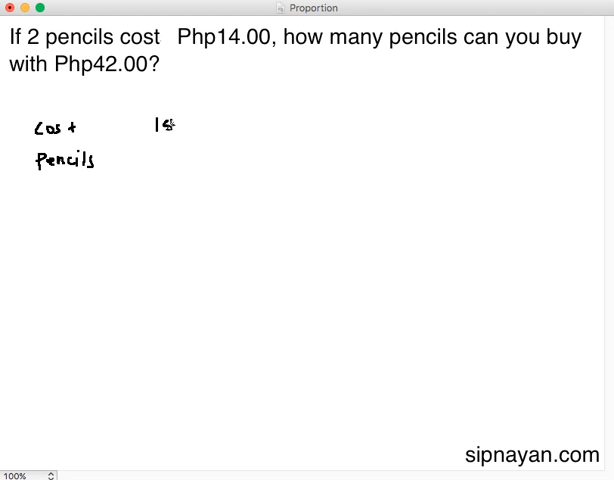 Proportion
If 2 pencils cost Php14.00, how many pencils can you buy
with Php42.00?
Cost
Pencils
sipnayan.com
100%